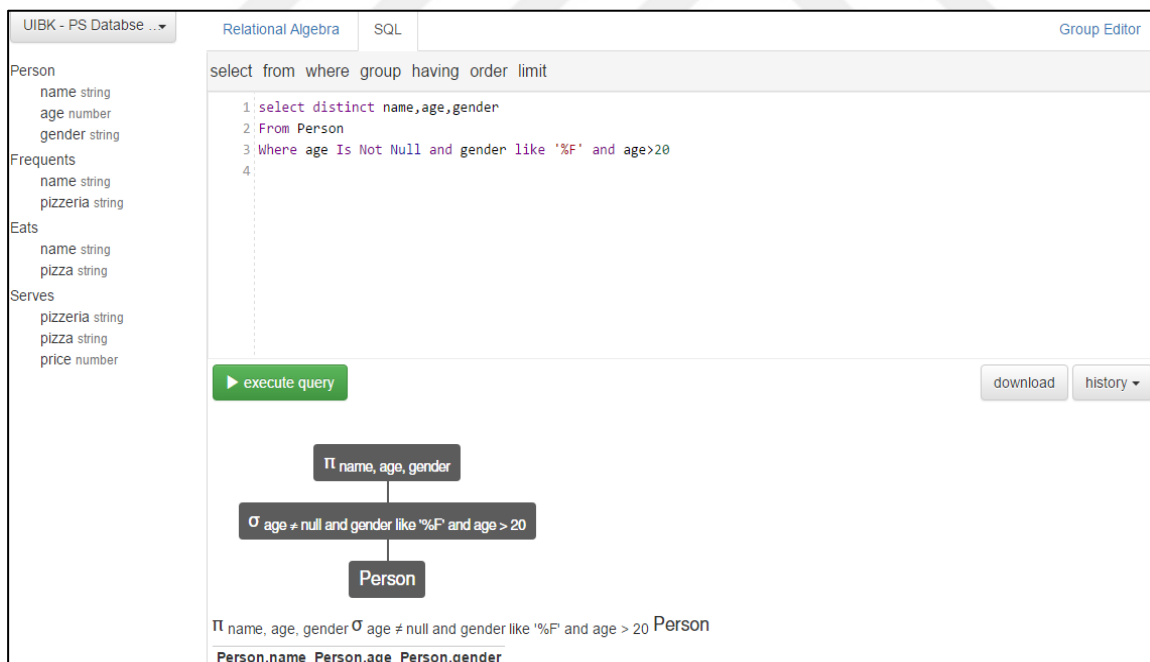 UIBK - PS Databse ...
Relational Algebra
SQL
Group Editor
Person
name string
age number
gender string
Frequents
name string
pizzeria string
Eats
name string
pizza string
Serves
pizzeria string
pizza string
price number
select from where group having order limit
1 select distinct name,age,gender
2 From Person
3 Where age Is Not Null and gender like '%F' and age>20
4
execute query
download
history
π name, age, gender
σ age ≠ null and gender like '%F' and age > 20
Person
π name, age, gender σ age ≠ null and gender like '%F' and age > 20 Person
Person.name Person.age Person.gender